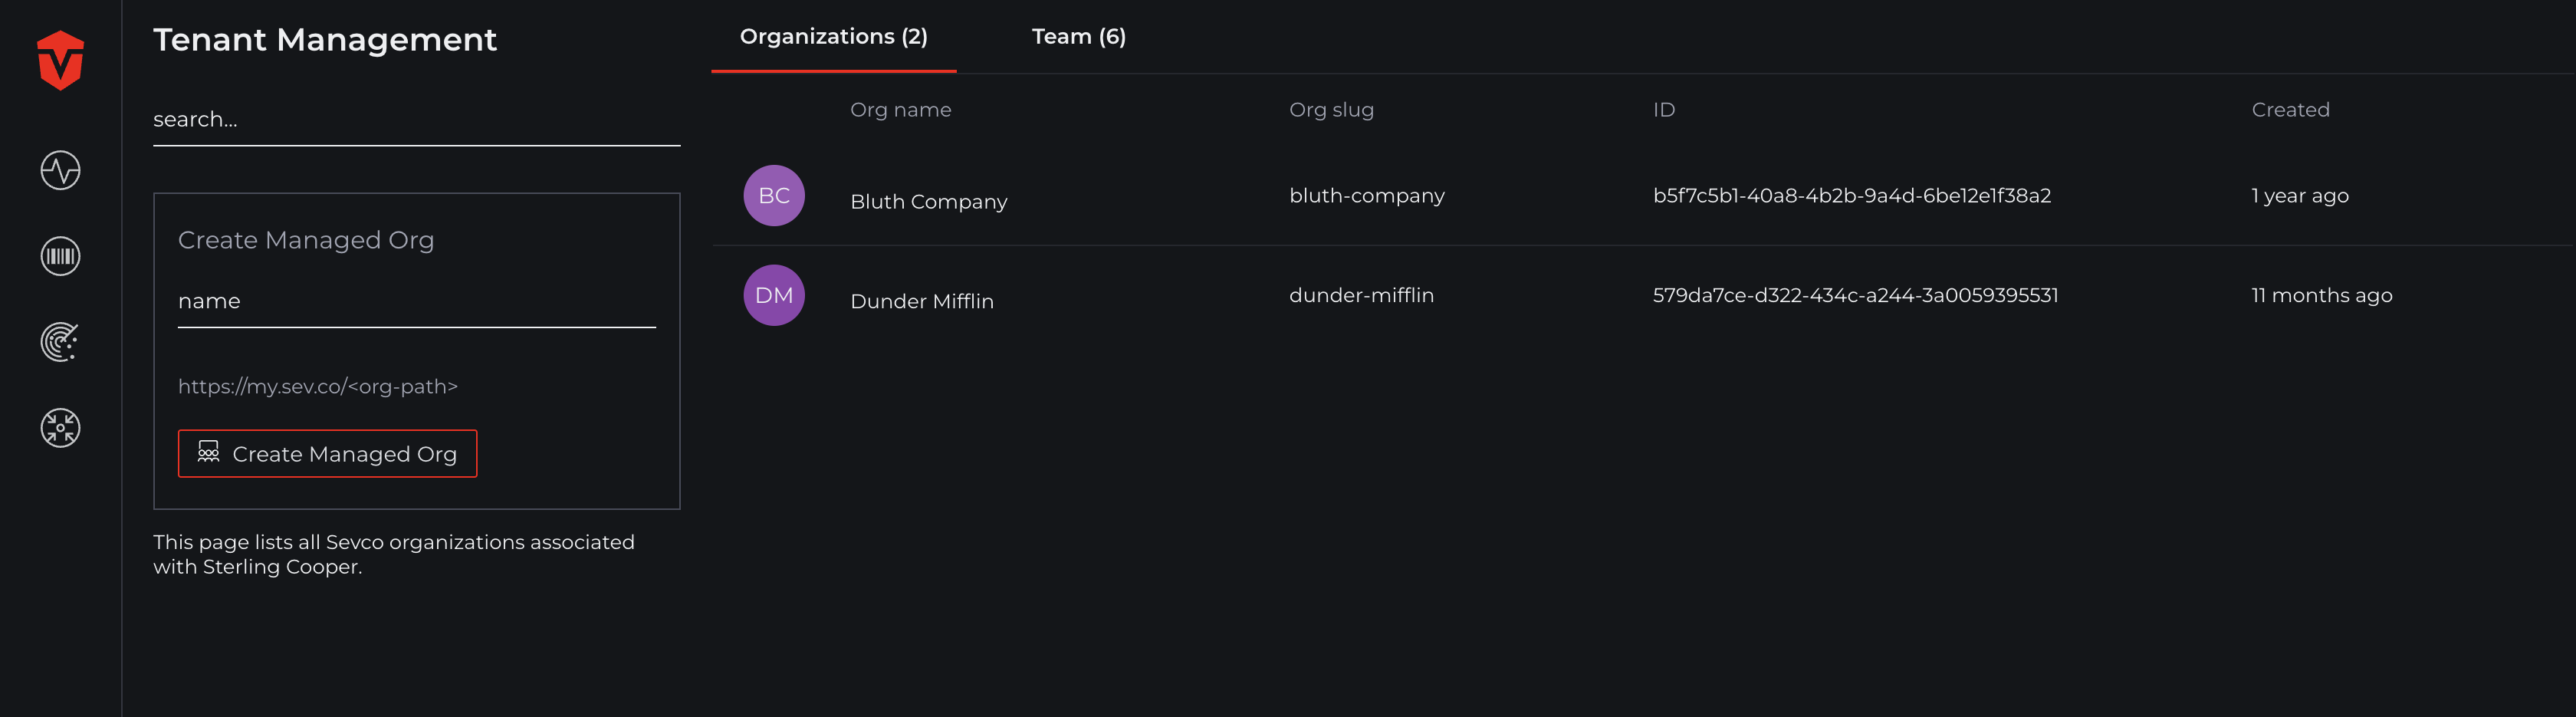 Tenant Management
search...
Create Managed Org
name
https://my.sev.co/<org-path>
Create Managed Org
This page lists all Sevco organizations associated
with Sterling Cooper.
Organizations (2) Team (6)
Org name Org slug ID Created
BC Bluth Company bluth-company b5f7c5b1-40a8-4b2b-9a4d-6be12e1f38a2 1 year ago
DM Dunder Mifflin dunder-mifflin 579da7ce-d322-434c-a244-3a0059395531 11 months ago